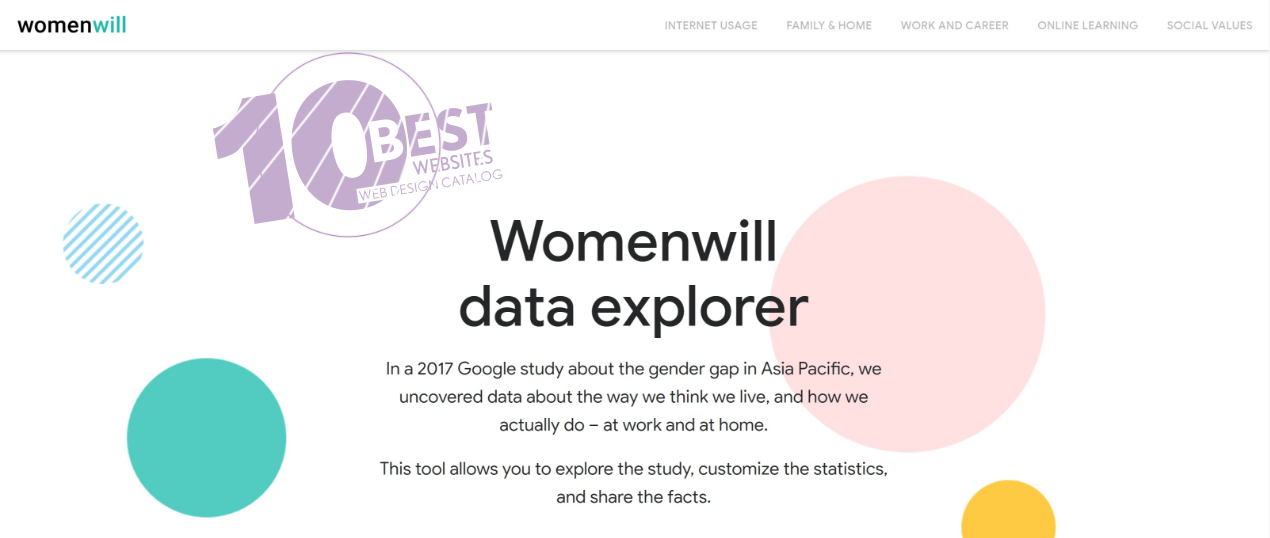 womenwill
INTERNET USAGE FAMILY & HOME WORK AND CAREER ONLINE LEARNING SOCIAL VALUES
10 BEST
WEBSITES
WEB DESIGN CATALOG
Womenwill
data explorer
In a 2017 Google study about the gender gap in Asia Pacific, we
uncovered data about the way we think we live, and how we
actually do – at work and at home.
This tool allows you to explore the study, customize the statistics,
and share the facts.